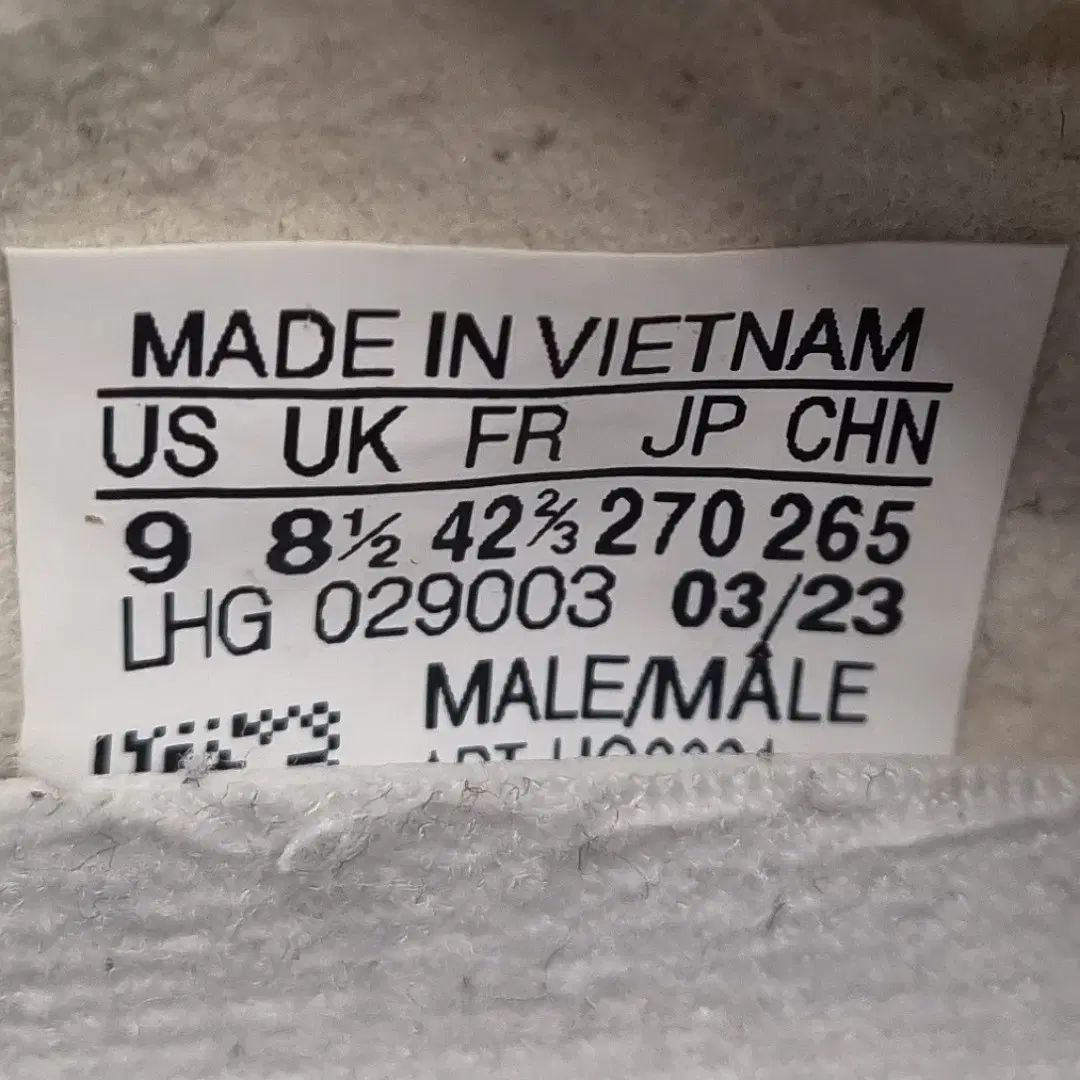 MADE IN VIETNAM
US UK FR JP CHN
9 8½ 42⅔ 270 265
LHG 029003 03/23
MALE/MÂLE